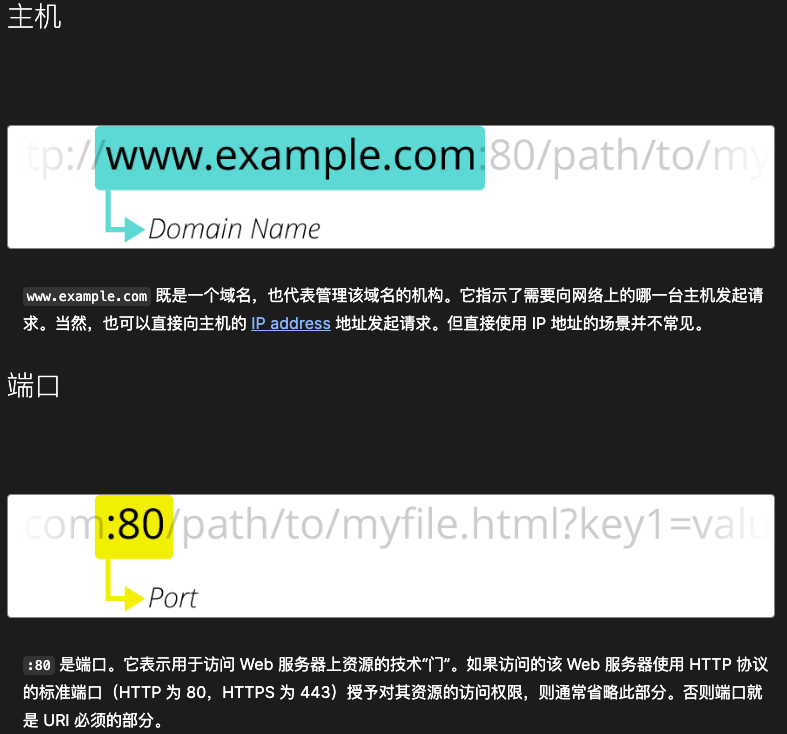 主机
tp://www.example.com:80/path/to/my
Domain Name
www.example.com 既是一个域名，也代表管理该域名的机构。它指示了需要向网络上的哪一台主机发起请
求。当然，也可以直接向主机的 IP address 地址发起请求。但直接使用 IP 地址的场景并不常见。
端口
com:80/path/to/myfile.html?key1=valu
Port
:80 是端口。它表示用于访问 Web 服务器上资源的技术“门”。如果访问的该 Web 服务器使用 HTTP 协议
的标准端口（HTTP 为 80，HTTPS 为 443）授予对其资源的访问权限，则通常省略此部分。否则端口就
是 URI 必须的部分。